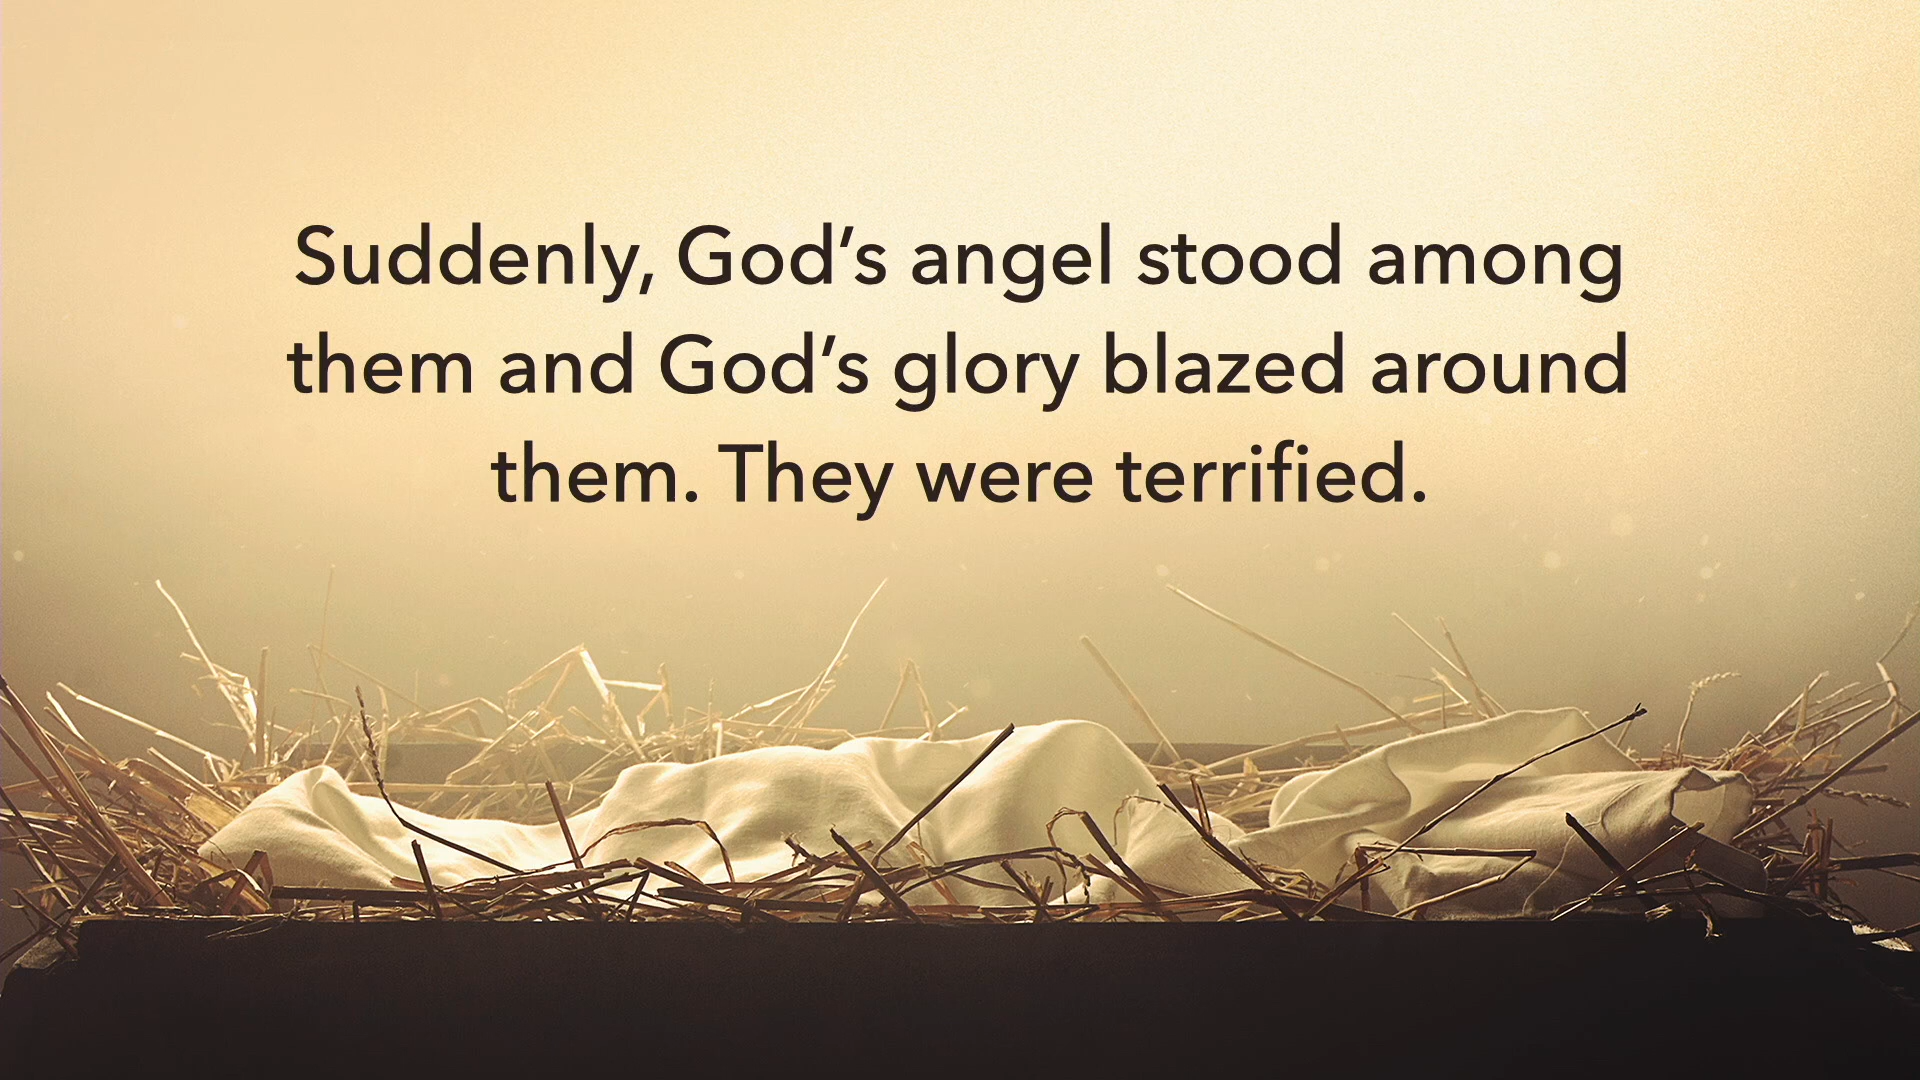 Suddenly, God’s angel stood among
them and God’s glory blazed around
them. They were terrified.